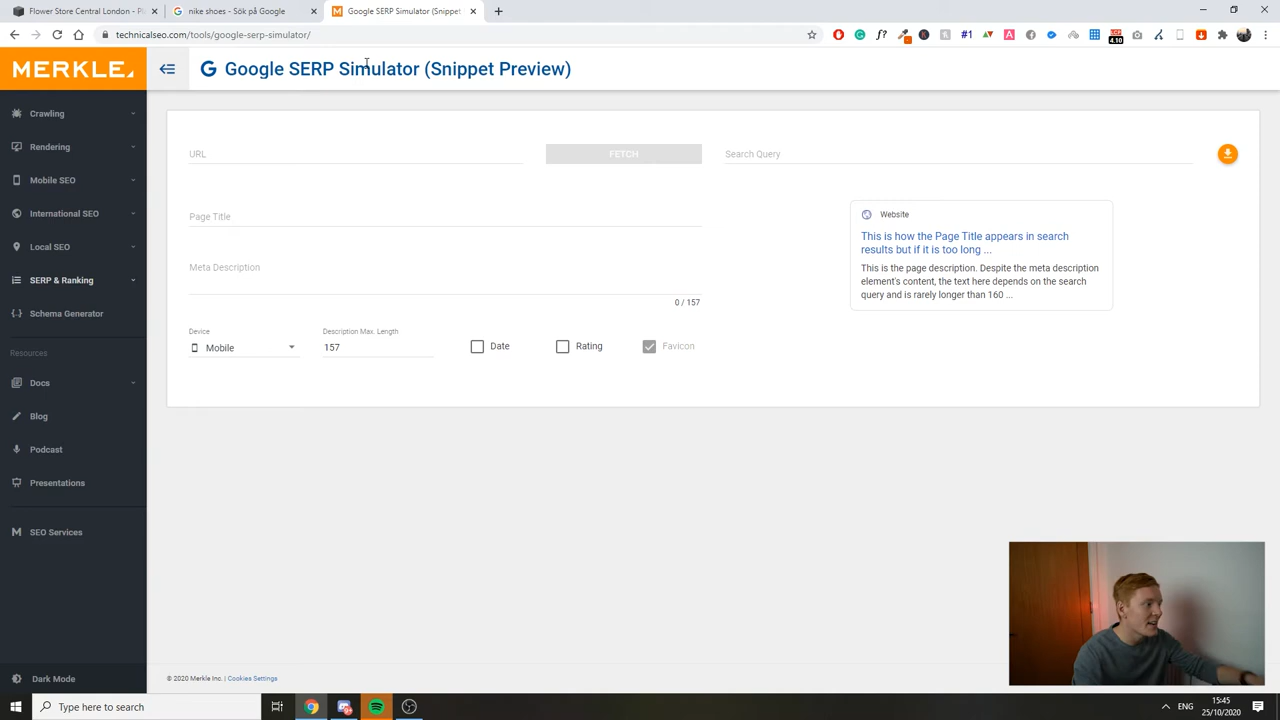 Flower Store Central London - Pl
nike shoes - Sök på Google
Google SERP Simulator (Snippet
technicalseo.com/tools/google-serp-simulator/
MERKLE
Google SERP Simulator (Snippet Preview)
Crawling
Rendering
Mobile SEO
International SEO
Local SEO
SERP & Ranking
Schema Generator
Resources
Docs
Blog
Podcast
Presentations
SEO Services
Dark Mode
URL
FETCH
Search Query
Page Title
Meta Description
0 / 157
Device
Mobile
Description Max. Length
157
Date
Rating
Favicon
Website
This is how the Page Title appears in search
results but if it is too long ...
This is the page description. Despite the meta description
element's content, the text here depends on the search
query and is rarely longer than 160 ...
© 2020 Merkle Inc. | Cookies Settings
Type here to search
ENG
15:45
25/10/2020